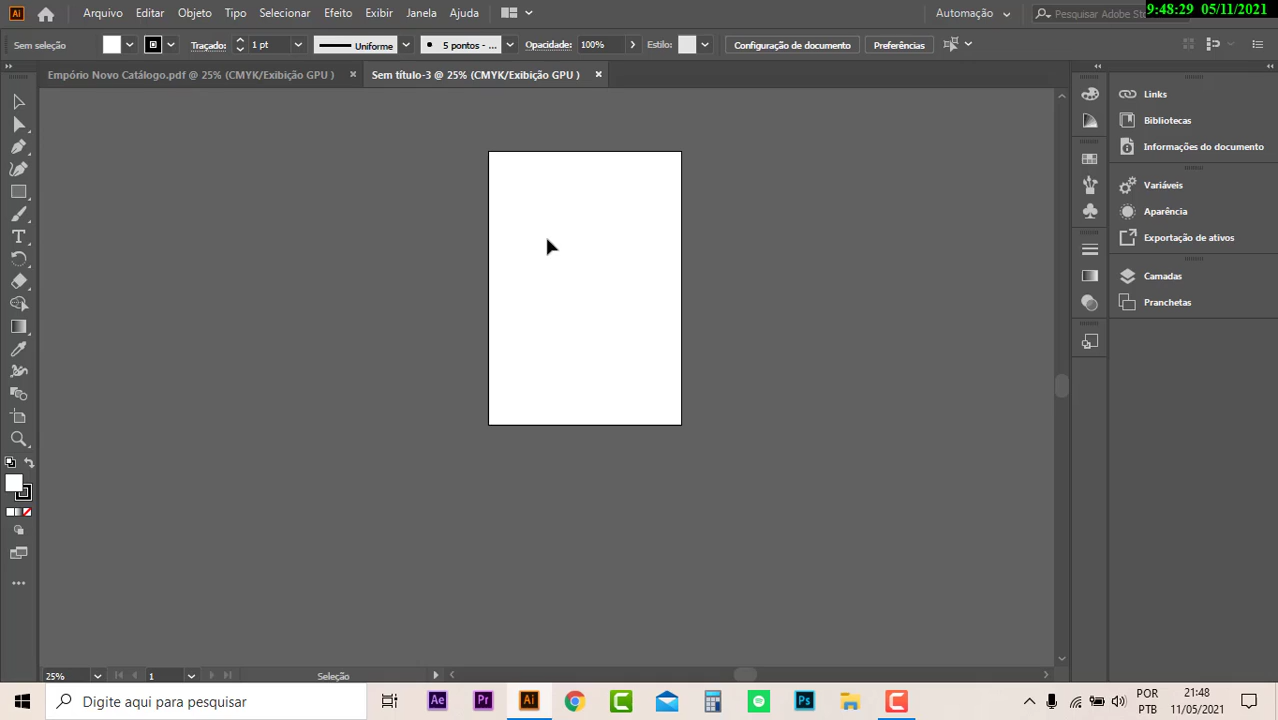 Ai Arquivo Editar Objeto Tipo Selecionar Efeito Exibir Janela Ajuda Automação Pesquisar Adobe Sto 9:48:29 05/11/2021
Sem seleção Traçado: 1 pt Uniforme 5 pontos - ... Opacidade: 100% Estilo: Configuração de documento Preferências
Empório Novo Catálogo.pdf @ 25% (CMYK/Exibição GPU ) × Sem título-3 @ 25% (CMYK/Exibição GPU ) ×
Links
Bibliotecas
Informações do documento
Variáveis
Aparência
Exportação de ativos
Camadas
Pranchetas
T
25% 1 Seleção
Digite aqui para pesquisar Ae Pr Ai Ps POR 21:48
PTB 11/05/2021